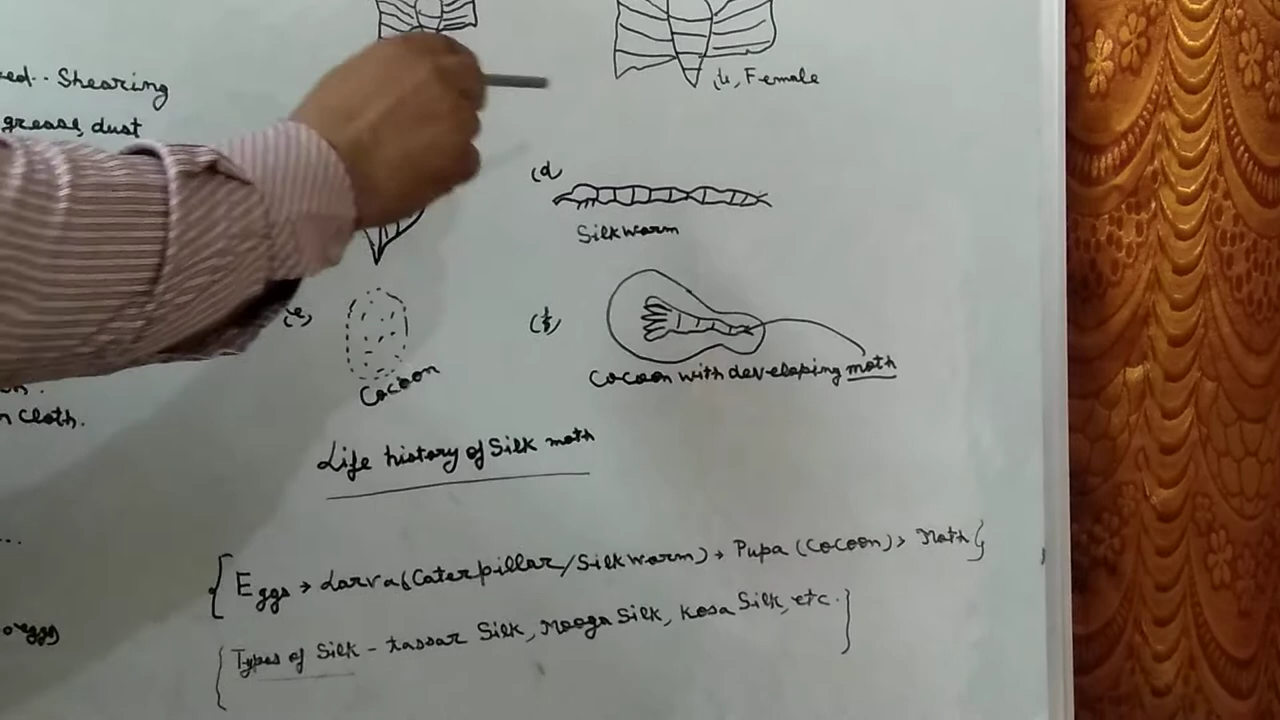 Shearing
grease, dust
Female
(d
Silkworm
(e)
Cocoon
(f)
Cocoon with developing moth
Cloth.
Life history of Silk moth
{Eggs → Larva (Caterpillar/Silkworm) → Pupa (Cocoon) → Moth}
{Types of Silk - tassar Silk, Mooga Silk, Kosa Silk, etc.}